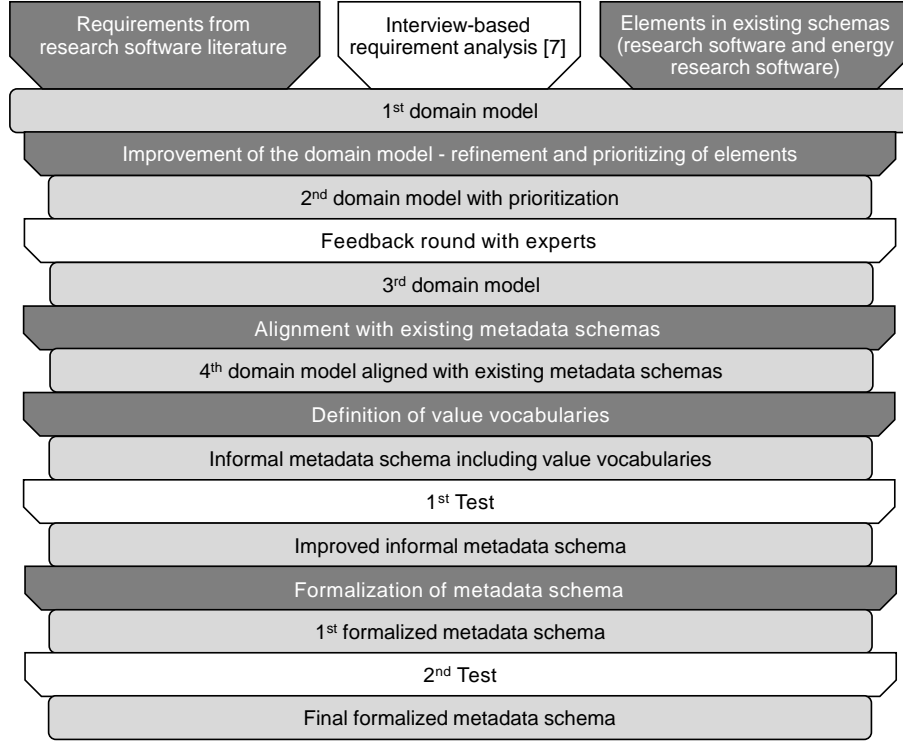 Requirements from
research software literature
Interview-based
requirement analysis [7]
Elements in existing schemas
(research software and energy
research software)
1st domain model
Improvement of the domain model - refinement and prioritizing of elements
2nd domain model with prioritization
Feedback round with experts
3rd domain model
Alignment with existing metadata schemas
4th domain model aligned with existing metadata schemas
Definition of value vocabularies
Informal metadata schema including value vocabularies
1st Test
Improved informal metadata schema
Formalization of metadata schema
1st formalized metadata schema
2nd Test
Final formalized metadata schema